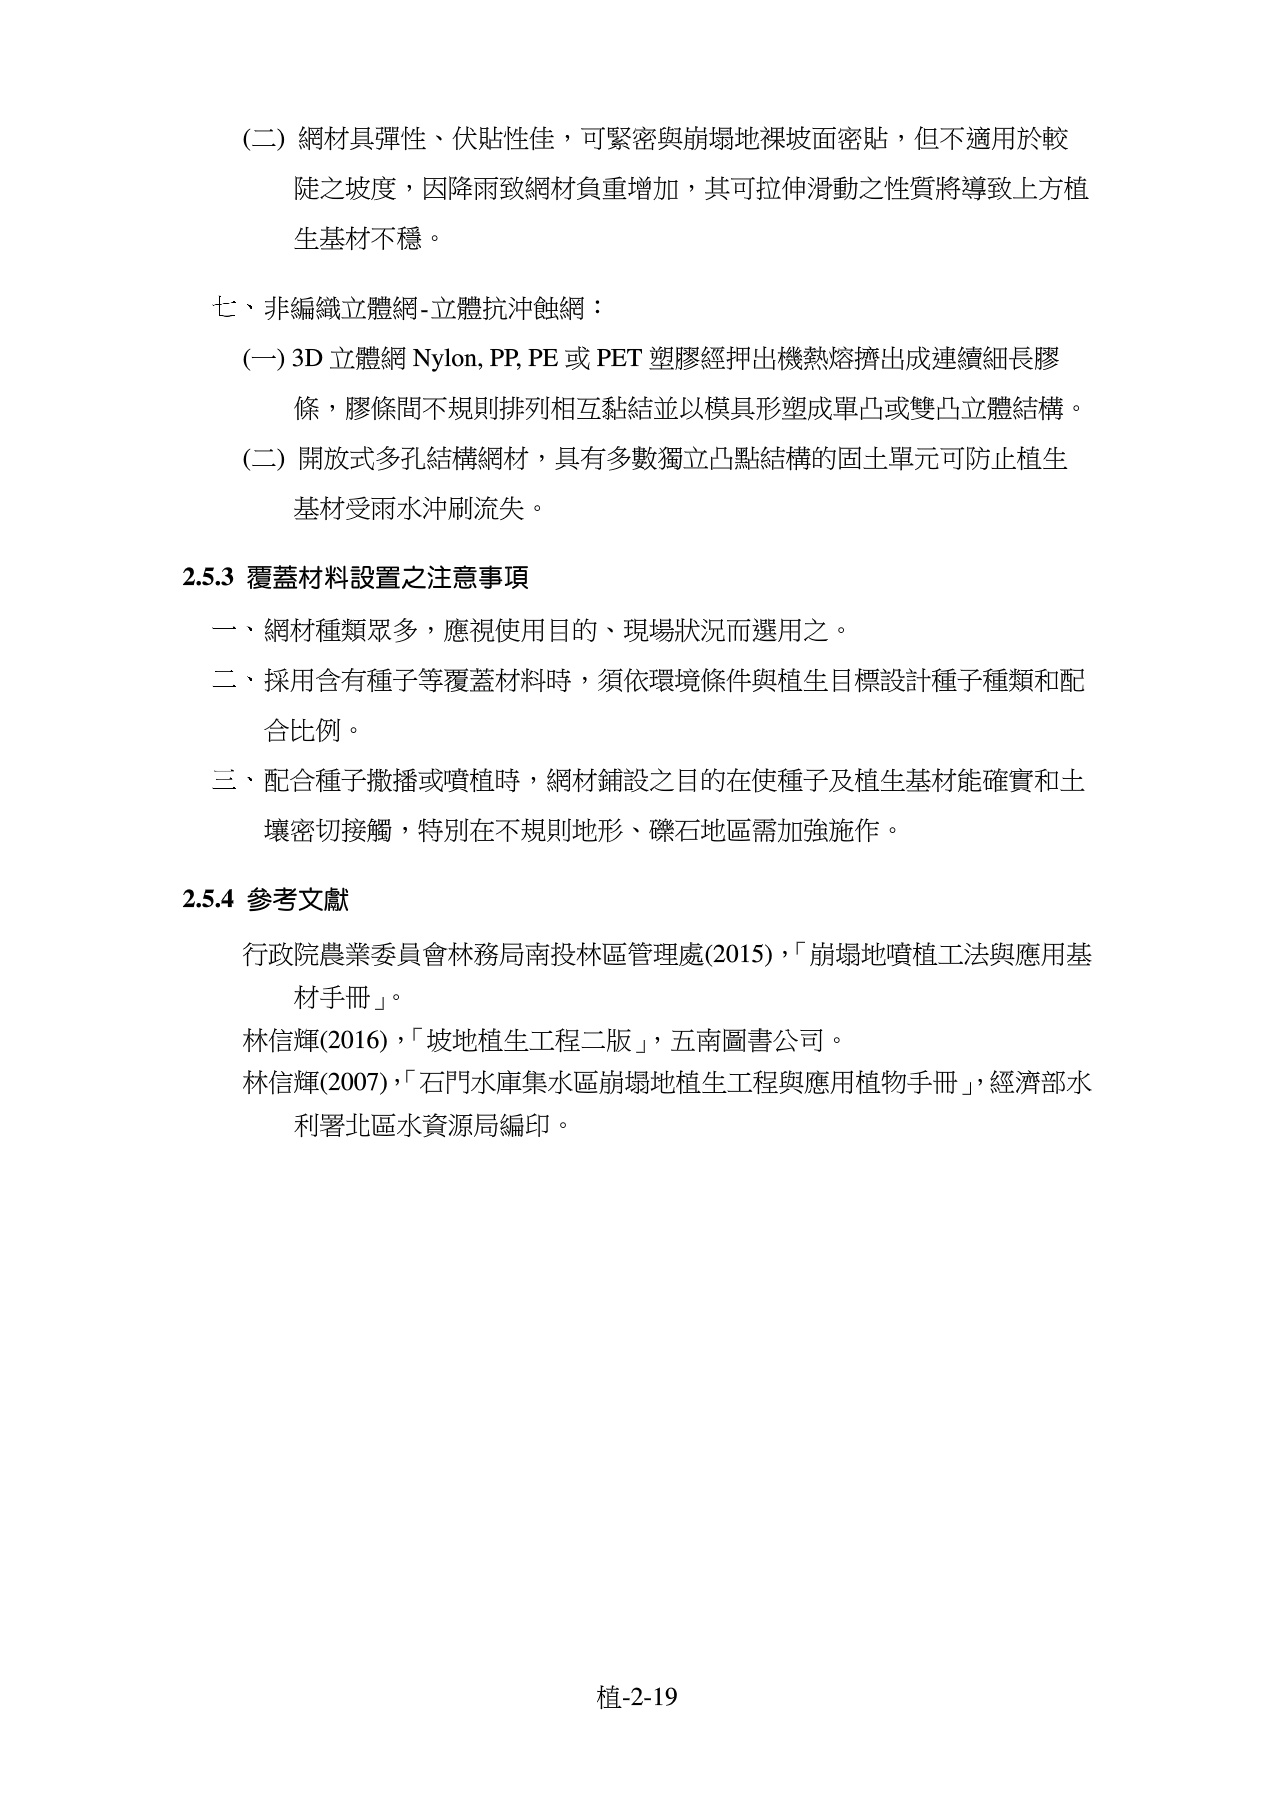 (二) 網材具彈性、伏貼性佳，可緊密與崩塌地裸坡面密貼，但不適用於較
陡之坡度，因降雨致網材負重增加，其可拉伸滑動之性質將導致上方植
生基材不穩。
七、非編織立體網-立體抗沖蝕網：
(一) 3D 立體網 Nylon, PP, PE 或 PET 塑膠經押出機熱熔擠出成連續細長膠
條，膠條間不規則排列相互黏結並以模具形塑成單凸或雙凸立體結構。
(二) 開放式多孔結構網材，具有多數獨立凸點結構的固土單元可防止植生
基材受雨水沖刷流失。
2.5.3 覆蓋材料設置之注意事項
一、網材種類眾多，應視使用目的、現場狀況而選用之。
二、採用含有種子等覆蓋材料時，須依環境條件與植生目標設計種子種類和配
合比例。
三、配合種子撒播或噴植時，網材鋪設之目的在使種子及植生基材能確實和土
壤密切接觸，特別在不規則地形、礫石地區需加強施作。
2.5.4 參考文獻
行政院農業委員會林務局南投林區管理處(2015)，「崩塌地噴植工法與應用基
材手冊」。
林信輝(2016)，「坡地植生工程二版」，五南圖書公司。
林信輝(2007)，「石門水庫集水區崩塌地植生工程與應用植物手冊」，經濟部水
利署北區水資源局編印。
植-2-19